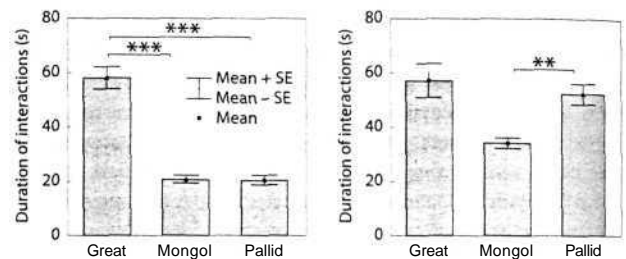 Duration of interactions (s)
80
60
40
20
0
***
***
Mean + SE
Mean – SE
Mean
Great Mongol Pallid
Duration of interactions (s)
80
60
40
20
0
**
Great Mongol Pallid